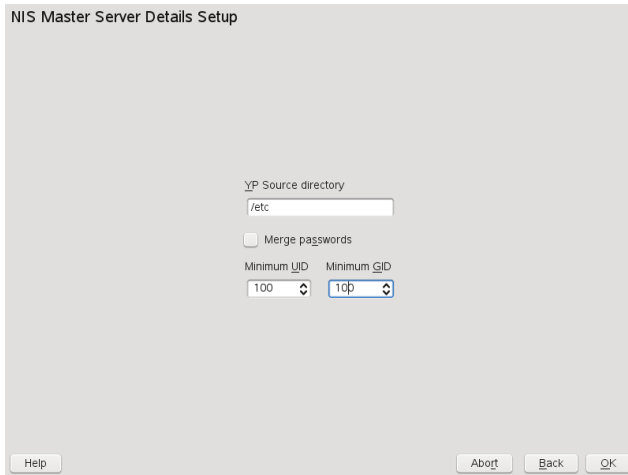 NIS Master Server Details Setup
YP Source directory
/etc
Merge passwords
Minimum UID Minimum GID
100 100
Help Abort Back OK